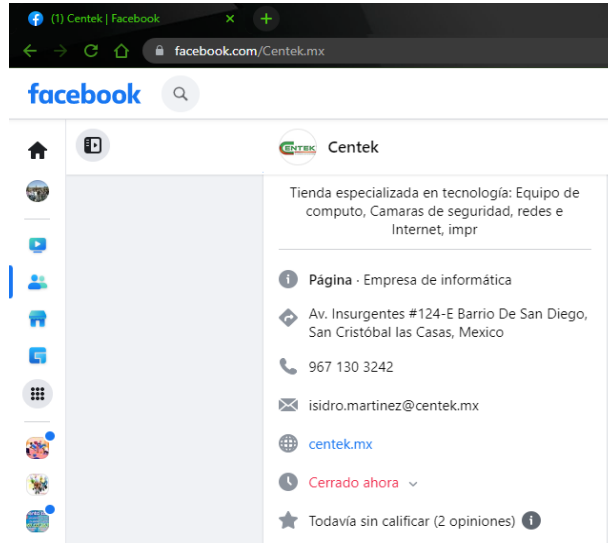 (1) Centek | Facebook
facebook.com/Centek.mx
facebook
CENTEK
Centek
Tienda especializada en tecnología: Equipo de
computo, Camaras de seguridad, redes e
Internet, impr
Página · Empresa de informática
Av. Insurgentes #124-E Barrio De San Diego,
San Cristóbal las Casas, Mexico
967 130 3242
isidro.martinez@centek.mx
centek.mx
Cerrado ahora
Todavía sin calificar (2 opiniones)